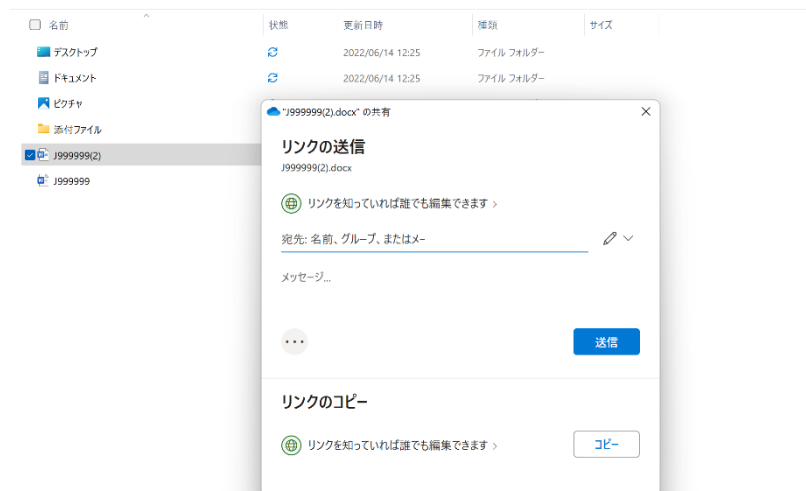 名前 状態 更新日時 種類 サイズ
デスクトップ 2022/06/14 12:25 ファイル フォルダー
ドキュメント 2022/06/14 12:25 ファイル フォルダー
ピクチャ
添付ファイル
J999999(2)
J999999
"J999999(2).docx" の共有
リンクの送信
J999999(2).docx
リンクを知っていれば誰でも編集できます
宛先: 名前、グループ、またはメー
メッセージ...
送信
リンクのコピー
リンクを知っていれば誰でも編集できます
コピー